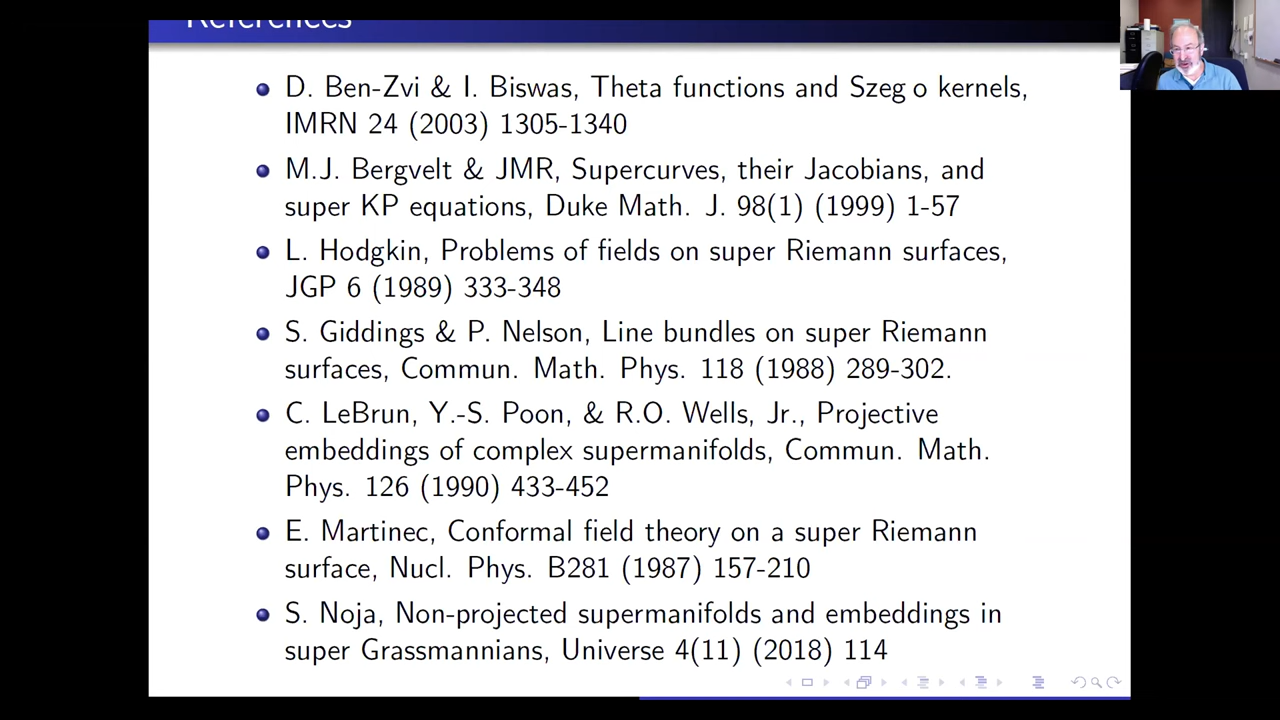 References
D. Ben-Zvi & I. Biswas, Theta functions and Szeg o kernels,
IMRN 24 (2003) 1305-1340
M.J. Bergvelt & JMR, Supercurves, their Jacobians, and
super KP equations, Duke Math. J. 98(1) (1999) 1-57
L. Hodgkin, Problems of fields on super Riemann surfaces,
JGP 6 (1989) 333-348
S. Giddings & P. Nelson, Line bundles on super Riemann
surfaces, Commun. Math. Phys. 118 (1988) 289-302.
C. LeBrun, Y.-S. Poon, & R.O. Wells, Jr., Projective
embeddings of complex supermanifolds, Commun. Math.
Phys. 126 (1990) 433-452
E. Martinec, Conformal field theory on a super Riemann
surface, Nucl. Phys. B281 (1987) 157-210
S. Noja, Non-projected supermanifolds and embeddings in
super Grassmannians, Universe 4(11) (2018) 114